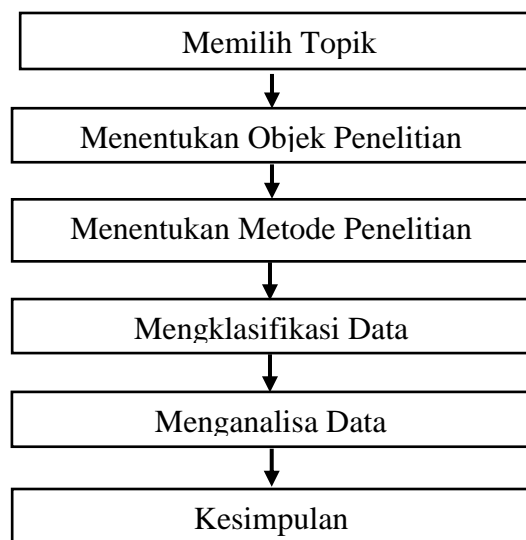 Memilih Topik
Menentukan Objek Penelitian
Menentukan Metode Penelitian
Mengklasifikasi Data
Menganalisa Data
Kesimpulan